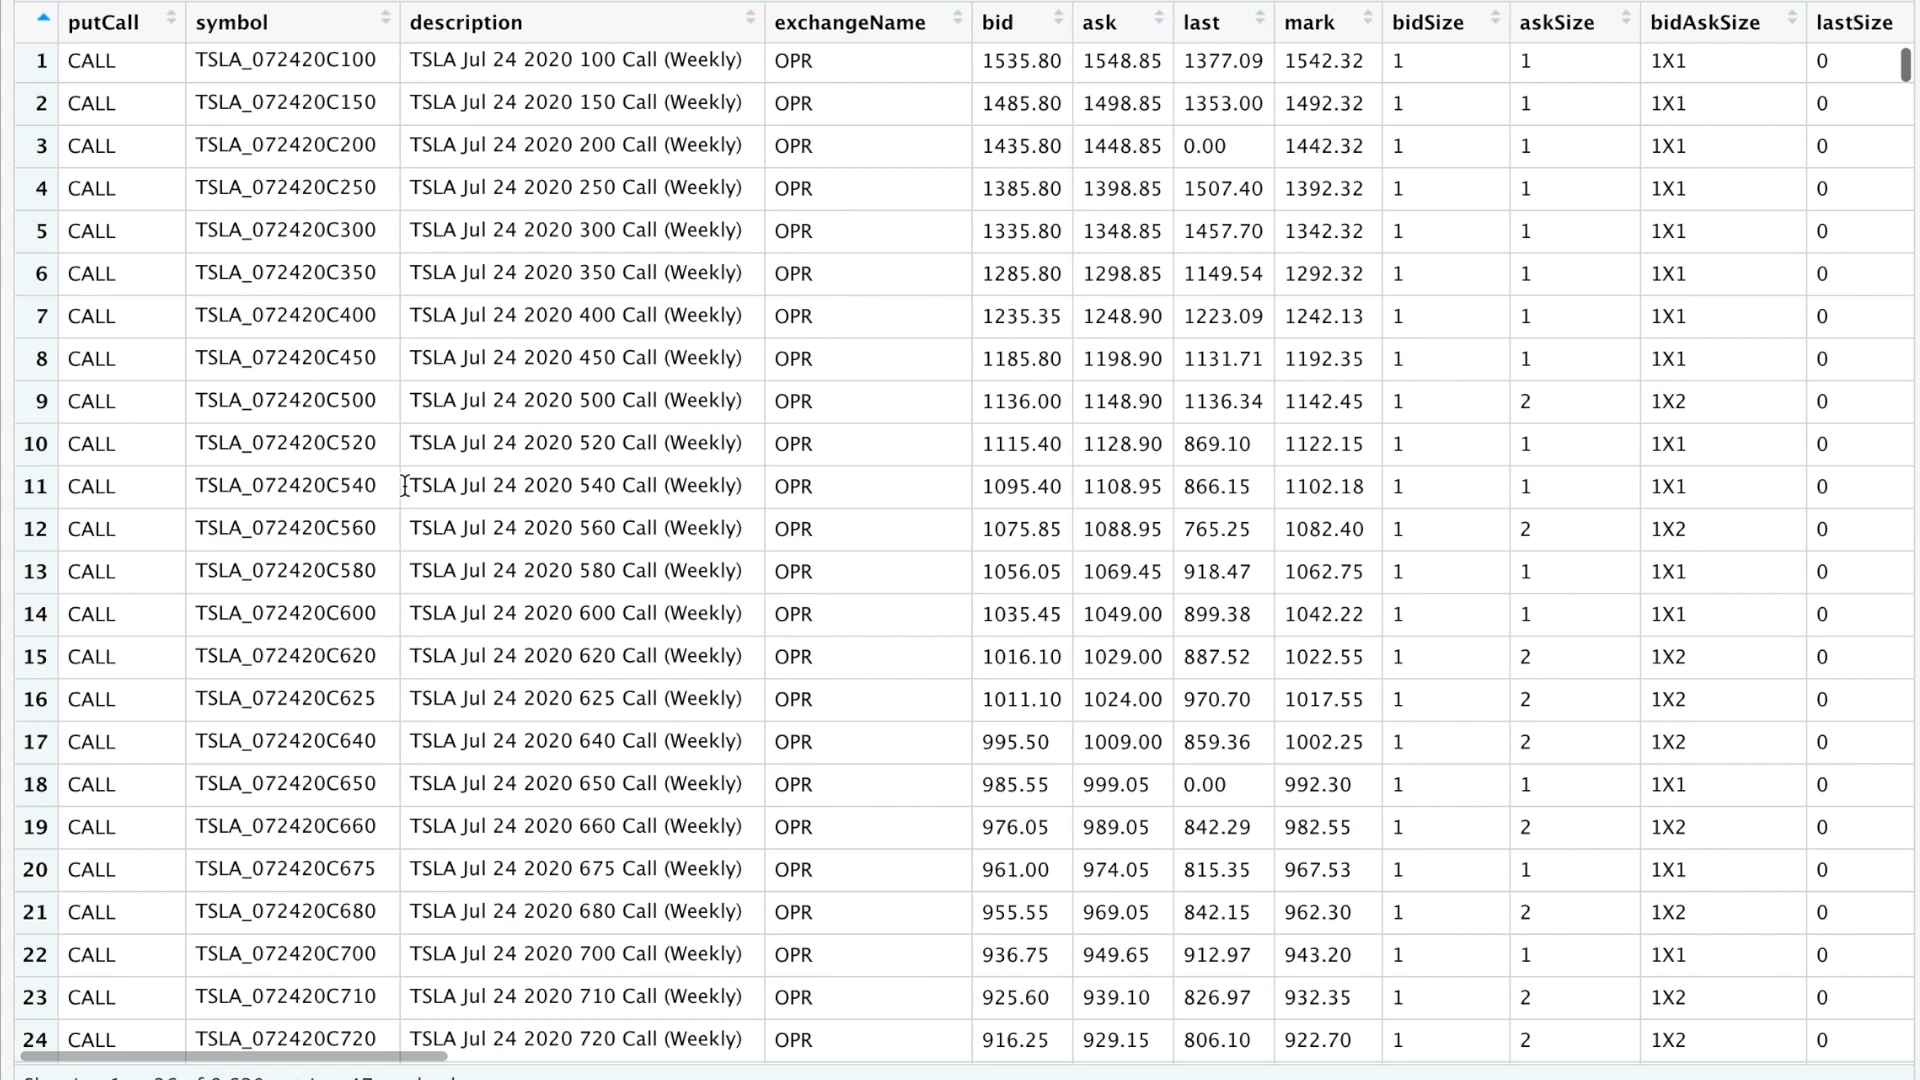 putCall symbol description exchangeName bid ask last mark bidSize askSize bidAskSize lastSize
1 CALL TSLA_072420C100 TSLA Jul 24 2020 100 Call (Weekly) OPR 1535.80 1548.85 1377.09 1542.32 1 1 1X1 0
2 CALL TSLA_072420C150 TSLA Jul 24 2020 150 Call (Weekly) OPR 1485.80 1498.85 1353.00 1492.32 1 1 1X1 0
3 CALL TSLA_072420C200 TSLA Jul 24 2020 200 Call (Weekly) OPR 1435.80 1448.85 0.00 1442.32 1 1 1X1 0
4 CALL TSLA_072420C250 TSLA Jul 24 2020 250 Call (Weekly) OPR 1385.80 1398.85 1507.40 1392.32 1 1 1X1 0
5 CALL TSLA_072420C300 TSLA Jul 24 2020 300 Call (Weekly) OPR 1335.80 1348.85 1457.70 1342.32 1 1 1X1 0
6 CALL TSLA_072420C350 TSLA Jul 24 2020 350 Call (Weekly) OPR 1285.80 1298.85 1149.54 1292.32 1 1 1X1 0
7 CALL TSLA_072420C400 TSLA Jul 24 2020 400 Call (Weekly) OPR 1235.35 1248.90 1223.09 1242.13 1 1 1X1 0
8 CALL TSLA_072420C450 TSLA Jul 24 2020 450 Call (Weekly) OPR 1185.80 1198.90 1131.71 1192.35 1 1 1X1 0
9 CALL TSLA_072420C500 TSLA Jul 24 2020 500 Call (Weekly) OPR 1136.00 1148.90 1136.34 1142.45 1 2 1X2 0
10 CALL TSLA_072420C520 TSLA Jul 24 2020 520 Call (Weekly) OPR 1115.40 1128.90 869.10 1122.15 1 1 1X1 0
11 CALL TSLA_072420C540 TSLA Jul 24 2020 540 Call (Weekly) OPR 1095.40 1108.95 866.15 1102.18 1 1 1X1 0
12 CALL TSLA_072420C560 TSLA Jul 24 2020 560 Call (Weekly) OPR 1075.85 1088.95 765.25 1082.40 1 2 1X2 0
13 CALL TSLA_072420C580 TSLA Jul 24 2020 580 Call (Weekly) OPR 1056.05 1069.45 918.47 1062.75 1 1 1X1 0
14 CALL TSLA_072420C600 TSLA Jul 24 2020 600 Call (Weekly) OPR 1035.45 1049.00 899.38 1042.22 1 1 1X1 0
15 CALL TSLA_072420C620 TSLA Jul 24 2020 620 Call (Weekly) OPR 1016.10 1029.00 887.52 1022.55 1 2 1X2 0
16 CALL TSLA_072420C625 TSLA Jul 24 2020 625 Call (Weekly) OPR 1011.10 1024.00 970.70 1017.55 1 2 1X2 0
17 CALL TSLA_072420C640 TSLA Jul 24 2020 640 Call (Weekly) OPR 995.50 1009.00 859.36 1002.25 1 2 1X2 0
18 CALL TSLA_072420C650 TSLA Jul 24 2020 650 Call (Weekly) OPR 985.55 999.05 0.00 992.30 1 1 1X1 0
19 CALL TSLA_072420C660 TSLA Jul 24 2020 660 Call (Weekly) OPR 976.05 989.05 842.29 982.55 1 2 1X2 0
20 CALL TSLA_072420C675 TSLA Jul 24 2020 675 Call (Weekly) OPR 961.00 974.05 815.35 967.53 1 1 1X1 0
21 CALL TSLA_072420C680 TSLA Jul 24 2020 680 Call (Weekly) OPR 955.55 969.05 842.15 962.30 1 2 1X2 0
22 CALL TSLA_072420C700 TSLA Jul 24 2020 700 Call (Weekly) OPR 936.75 949.65 912.97 943.20 1 1 1X1 0
23 CALL TSLA_072420C710 TSLA Jul 24 2020 710 Call (Weekly) OPR 925.60 939.10 826.97 932.35 1 2 1X2 0
24 CALL TSLA_072420C720 TSLA Jul 24 2020 720 Call (Weekly) OPR 916.25 929.15 806.10 922.70 1 2 1X2 0